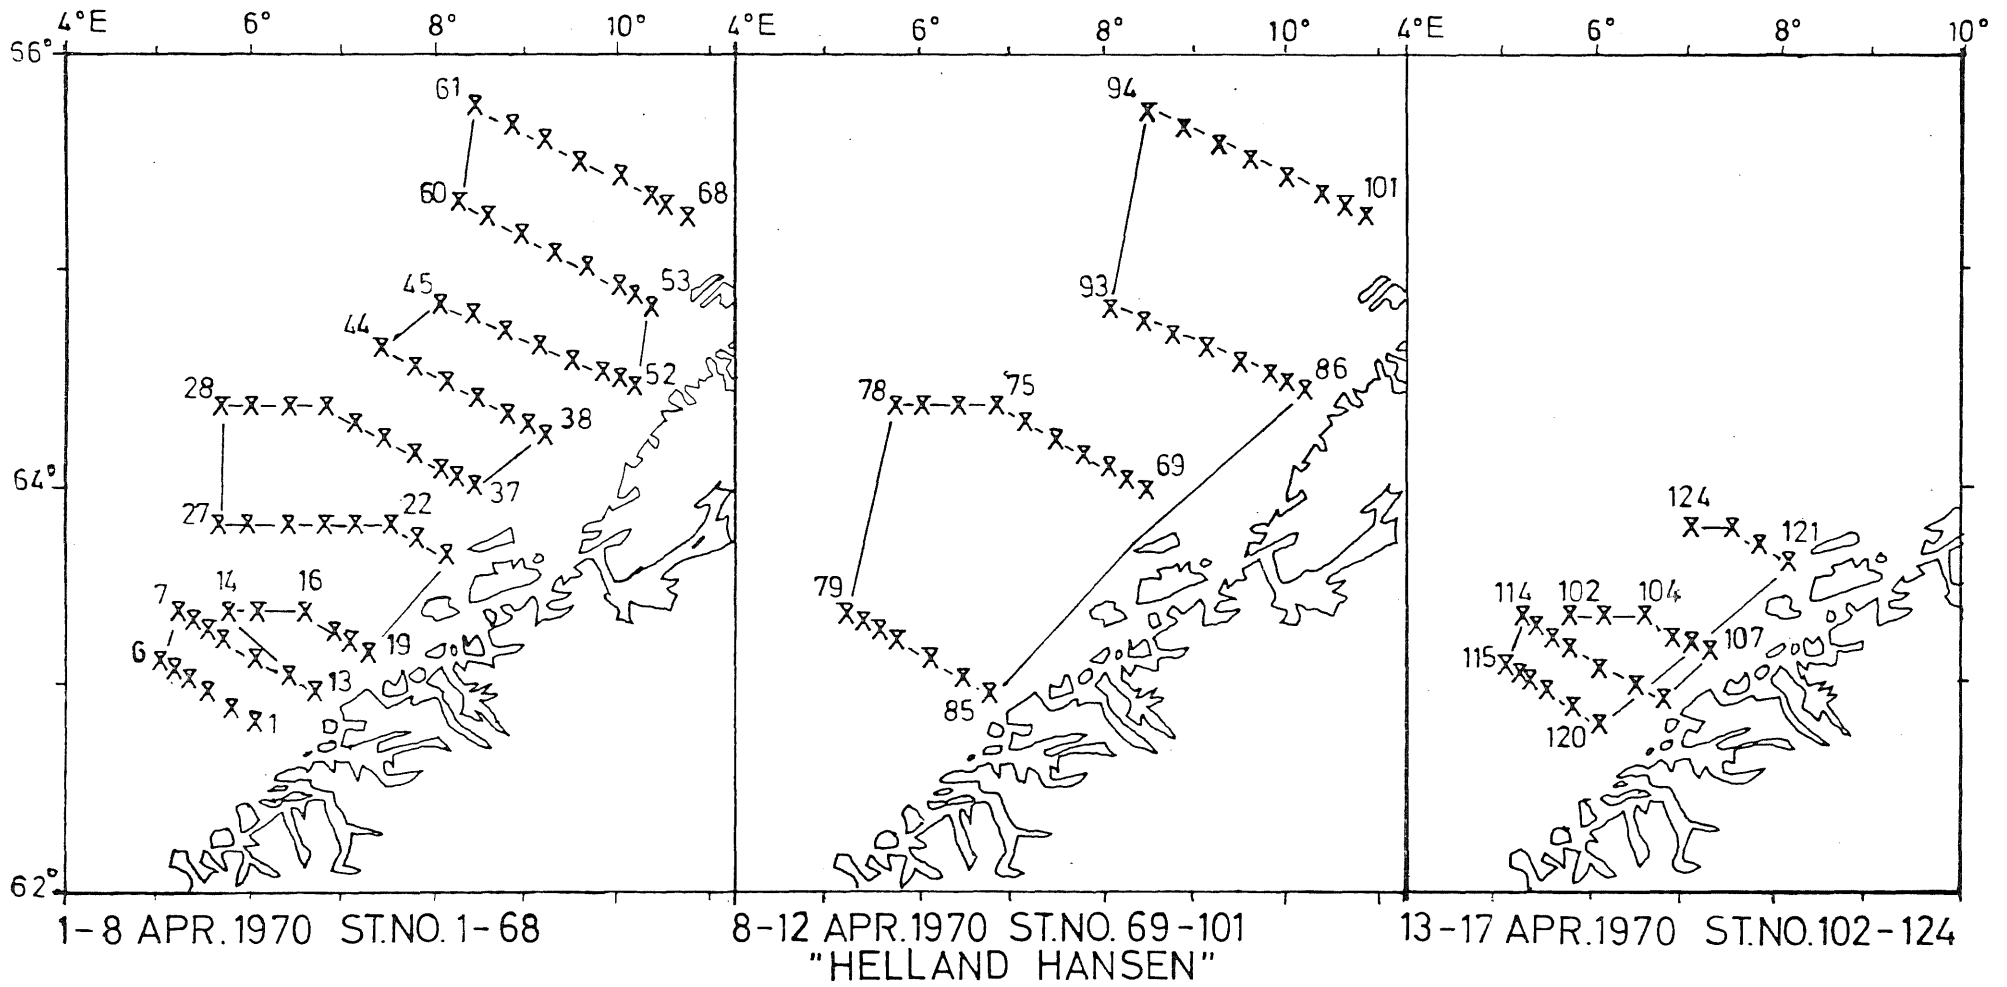 4°E 6° 8° 10° 4°E 6° 8° 10° 4°E 6° 8° 10°
56°
61 94
68 101
60
53
45 93
44
52 86
28 38 78 75
69
64°
37
27 22
124
121
7 14 16 79 114 102 104
6 19 115 107
13
1 85 120
62°
1-8 APR.1970 ST.NO.1-68 8-12 APR.1970 ST.NO.69-101 13-17 APR.1970 ST.NO.102-124
"HELLAND HANSEN"